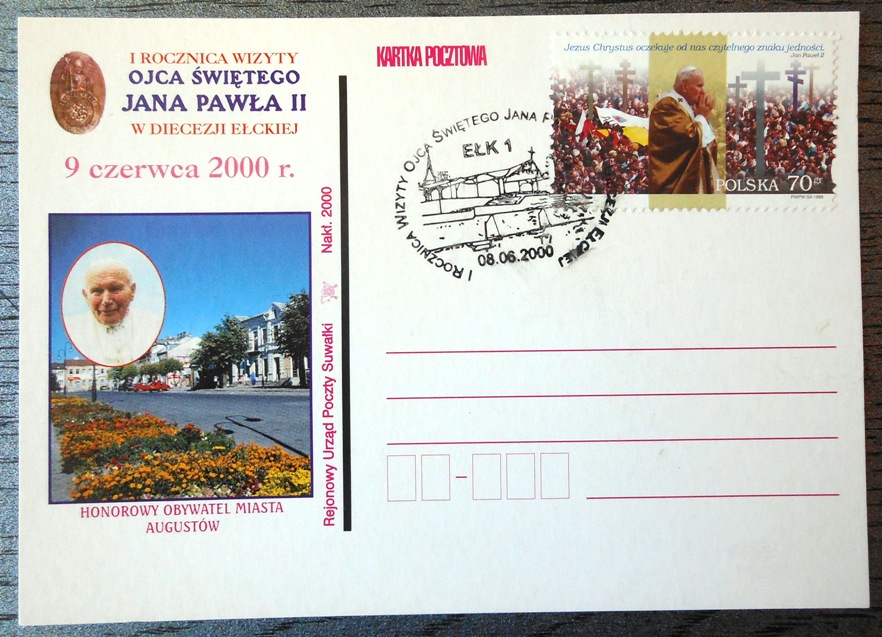 I ROCZNICA WIZYTY
OJCA ŚWIĘTEGO
JANA PAWŁA II
W DIECEZJI EŁCKIEJ
9 czerwca 2000 r.
HONOROWY OBYWATEL MIASTA
AUGUSTÓW
Rejonowy Urząd Poczty Suwałki Nakł. 2000
KARTKA POCZTOWA
I ROCZNICA WIZYTY OJCA ŚWIĘTEGO JANA EŁCKIEJ
EŁK 1
08.06.2000
Jezus Chrystus oczekuje od nas czytelnego znaku jedności.
Jan Paweł II
POLSKA 70 gr
PWPW SA 1999